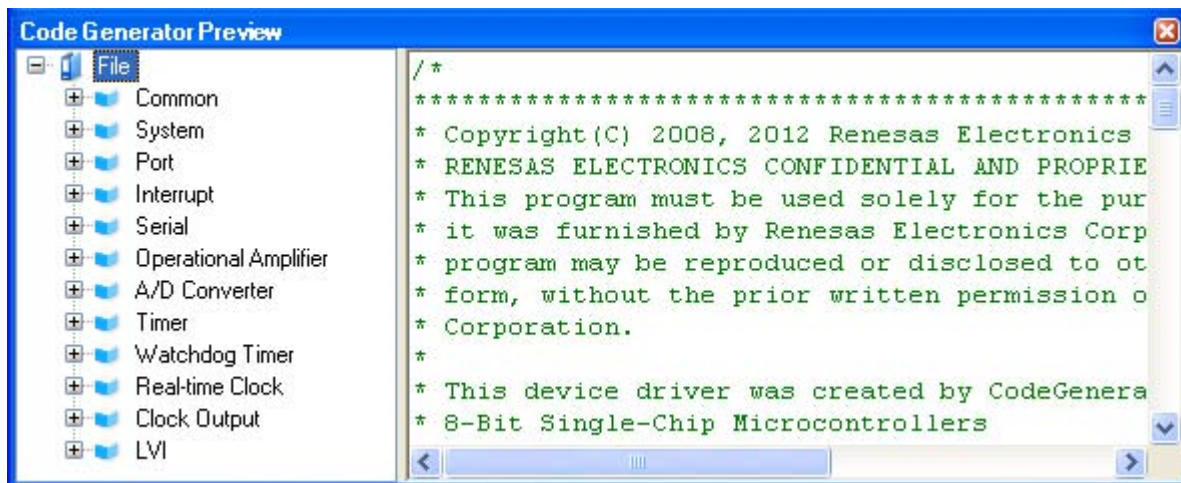 Code Generator Preview
File
Common
System
Port
Interrupt
Serial
Operational Amplifier
A/D Converter
Timer
Watchdog Timer
Real-time Clock
Clock Output
LVI
/*
***********************************************
* Copyright(C) 2008, 2012 Renesas Electronics
* RENESAS ELECTRONICS CONFIDENTIAL AND PROPRIE
* This program must be used solely for the pur
* it was furnished by Renesas Electronics Corp
* program may be reproduced or disclosed to ot
* form, without the prior written permission o
* Corporation.
*
* This device driver was created by CodeGenera
* 8-Bit Single-Chip Microcontrollers